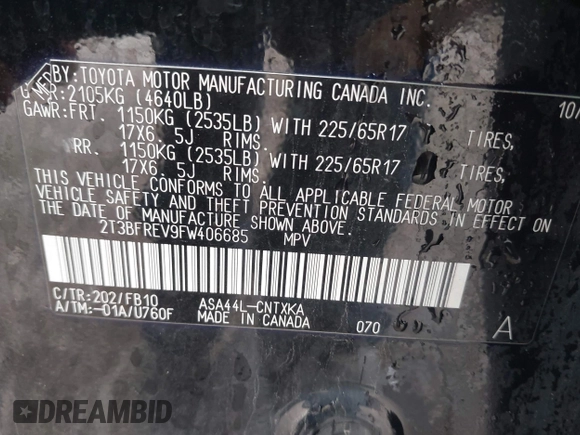 MFD BY: TOYOTA MOTOR MANUFACTURING CANADA INC.
:2105KG (4640LB) 10/
GAWR:FRT. 1150KG (2535LB) WITH 225/65R17 TIRES,
17X6. 5J RIMS.
RR. 1150KG (2535LB) WITH 225/65R17 TIRES,
17X6. 5J RIMS.
THIS VEHICLE CONFORMS TO ALL APPLICABLE FEDERAL MOTOR
VEHICLE SAFETY AND THEFT PREVENTION STANDARDS IN EFFECT ON
THE DATE OF MANUFACTURE SHOWN ABOVE.
2T3BFREV9FW406685 MPV
C/TR:202/FB10 ASA44L-CNTXKA
A/TM:-01A/U760F MADE IN CANADA 070 A
DREAMBID